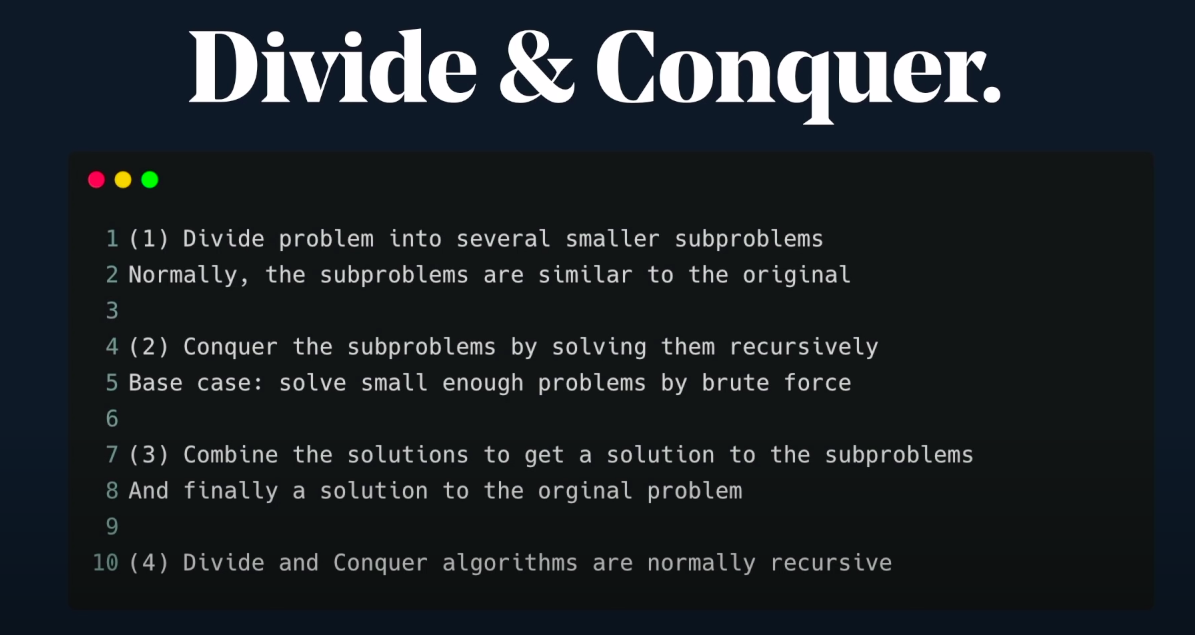 Divide & Conquer.
1 (1) Divide problem into several smaller subproblems
2 Normally, the subproblems are similar to the original
3
4 (2) Conquer the subproblems by solving them recursively
5 Base case: solve small enough problems by brute force
6
7 (3) Combine the solutions to get a solution to the subproblems
8 And finally a solution to the orginal problem
9
10 (4) Divide and Conquer algorithms are normally recursive